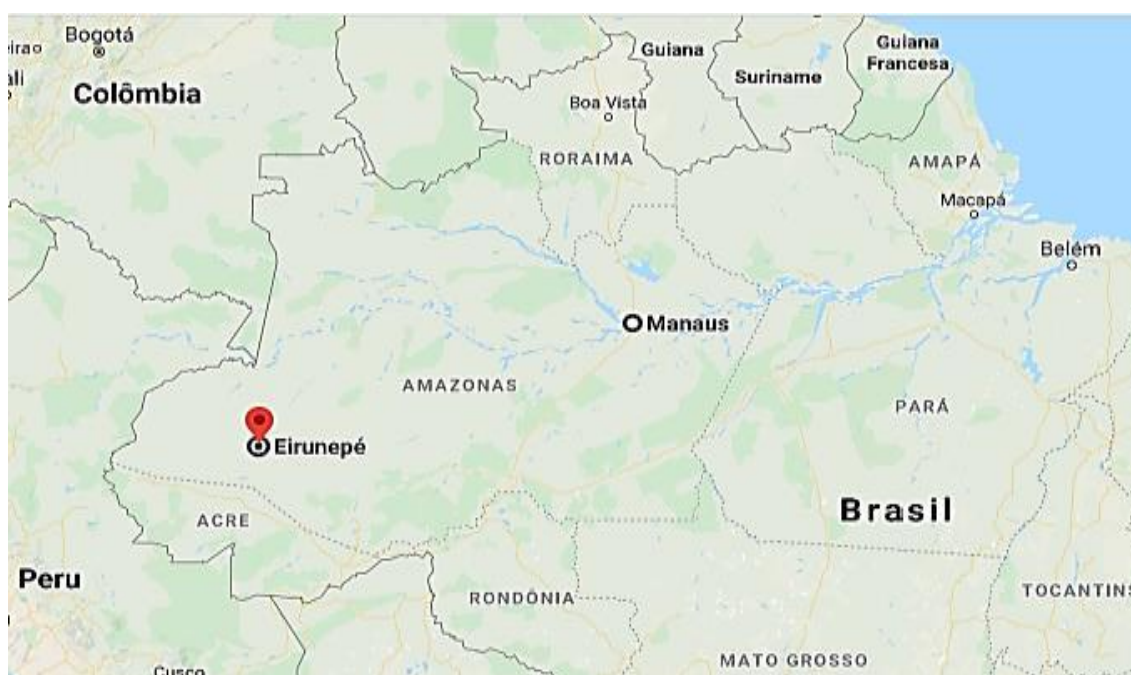 Bogotá
Colômbia
Guiana
Suriname
Guiana
Francesa
Boa Vista
RORAIMA
AMAPÁ
Macapá
Belém
Manaus
AMAZONAS
PARÁ
Eirunepé
Brasil
ACRE
Peru
RONDÔNIA
TOCANTINS
MATO GROSSO
Cusco